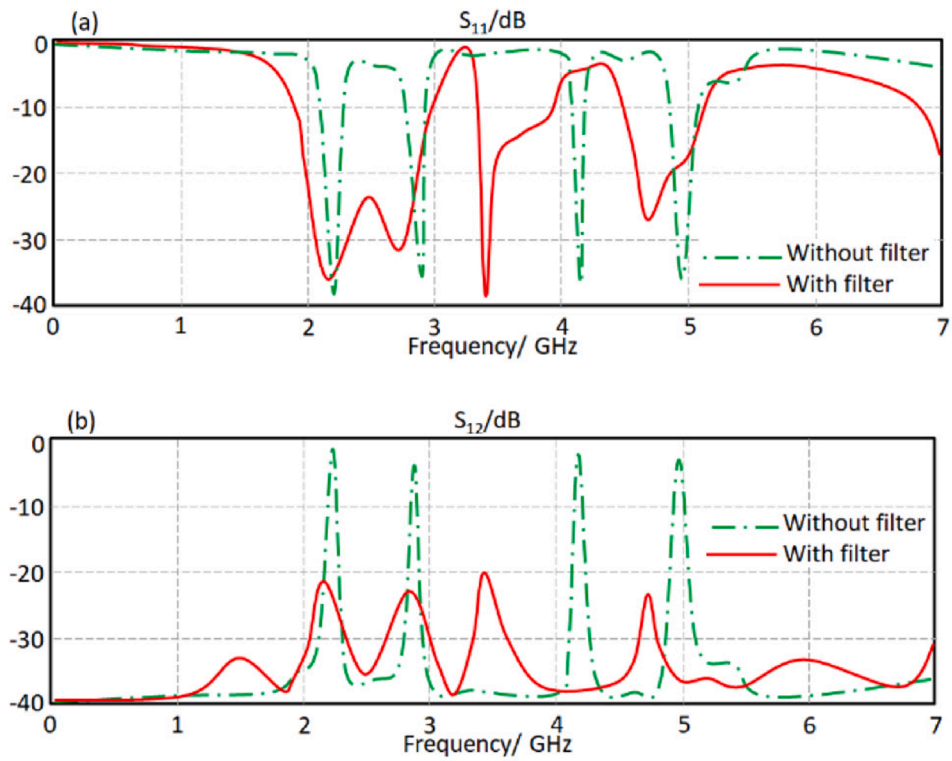 (a) S₁₁/dB
0
-10
-20
-30
-40
Without filter
With filter
0 1 2 3 4 5 6 7
Frequency/ GHz
(b) S₁₂/dB
0
-10
-20
-30
-40
Without filter
With filter
0 1 2 3 4 5 6 7
Frequency/ GHz